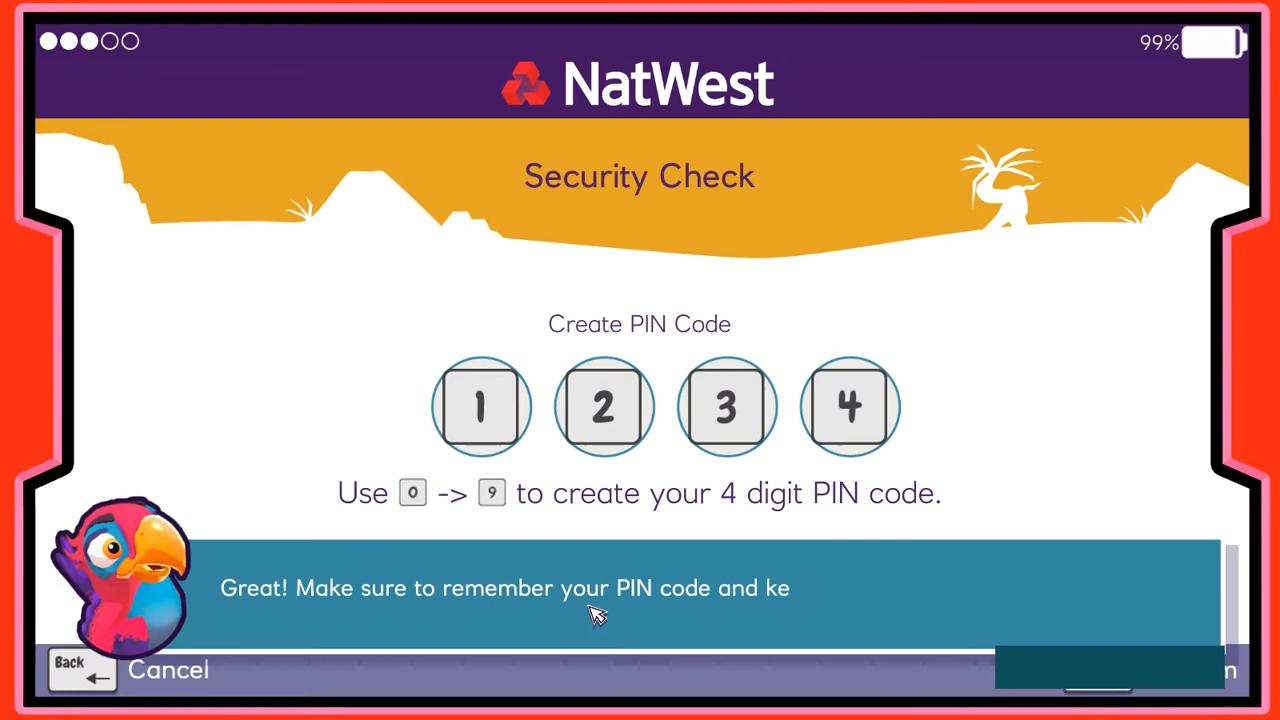 99%
NatWest
Security Check
Create PIN Code
1 2 3 4
Use 0 -> 9 to create your 4 digit PIN code.
Great! Make sure to remember your PIN code and ke
Back Cancel